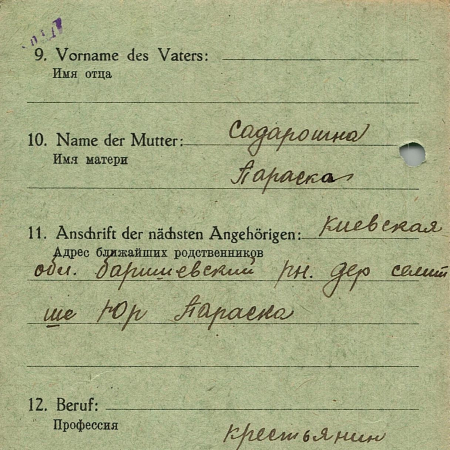 9. Vorname des Vaters:
Имя отца
10. Name der Mutter: Садарошна
Имя матери
Параска
11. Anschrift der nächsten Angehörigen: Киевская
Адрес ближайших родственников
обл. баришевский рн. дер селит
ше Юр Параска
12. Beruf:
Профессия
крестьянин